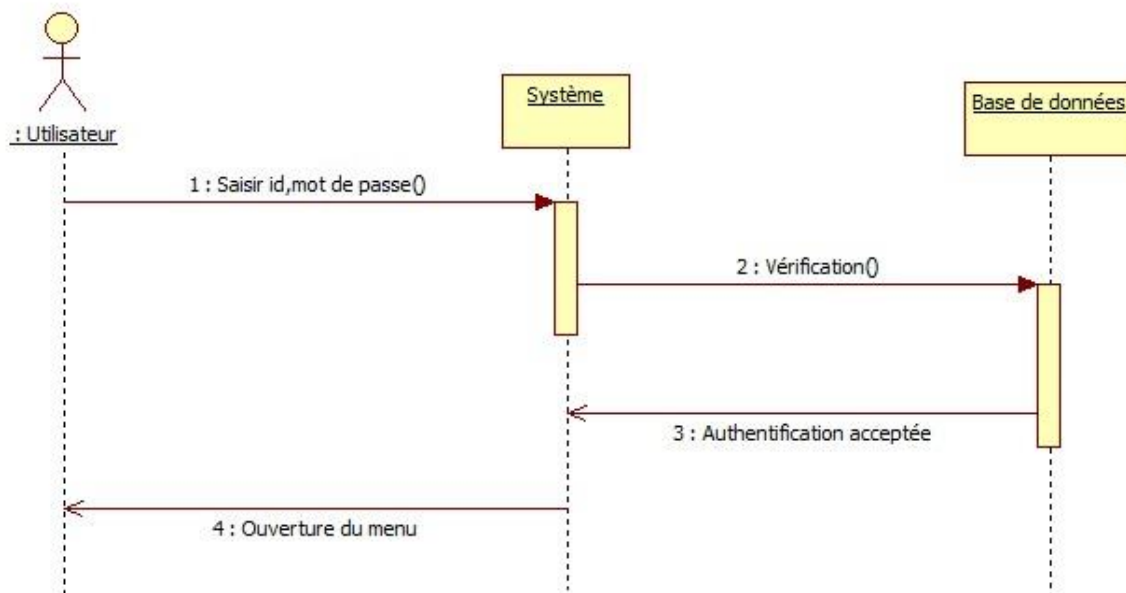 Système
Base de données
: Utilisateur
1 : Saisir id,mot de passe()
2 : Vérification()
3 : Authentification acceptée
4 : Ouverture du menu